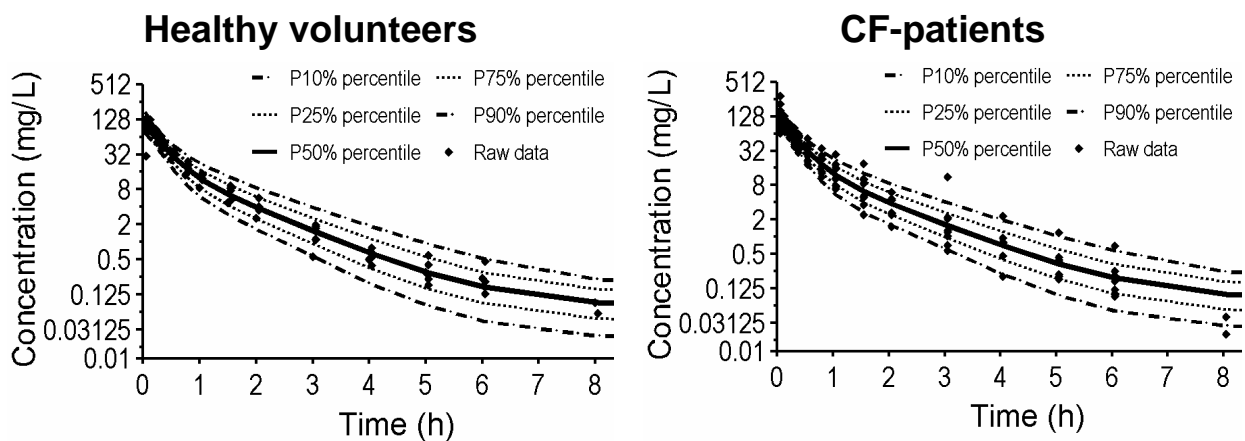 Healthy volunteers
P10% percentile P75% percentile
P25% percentile P90% percentile
P50% percentile Raw data
Concentration (mg/L)
512
128
32
8
2
0.5
0.125
0.03125
0.01
0 1 2 3 4 5 6 7 8
Time (h)
CF-patients
P10% percentile P75% percentile
P25% percentile P90% percentile
P50% percentile Raw data
Concentration (mg/L)
512
128
32
8
2
0.5
0.125
0.03125
0.01
0 1 2 3 4 5 6 7 8
Time (h)